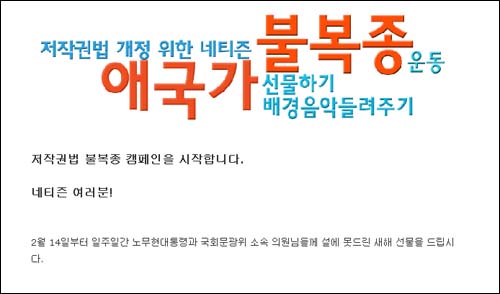 저작권법 개정 위한 네티즌 불복종 운동
애국가 선물하기
배경음악들려주기
저작권법 불복종 캠페인을 시작합니다.
네티즌 여러분!
2월 14일부터 일주일간 노무현대통령과 국회문광위 소속 의원님들께 설에 못드린 새해 선물을 드립시
다.